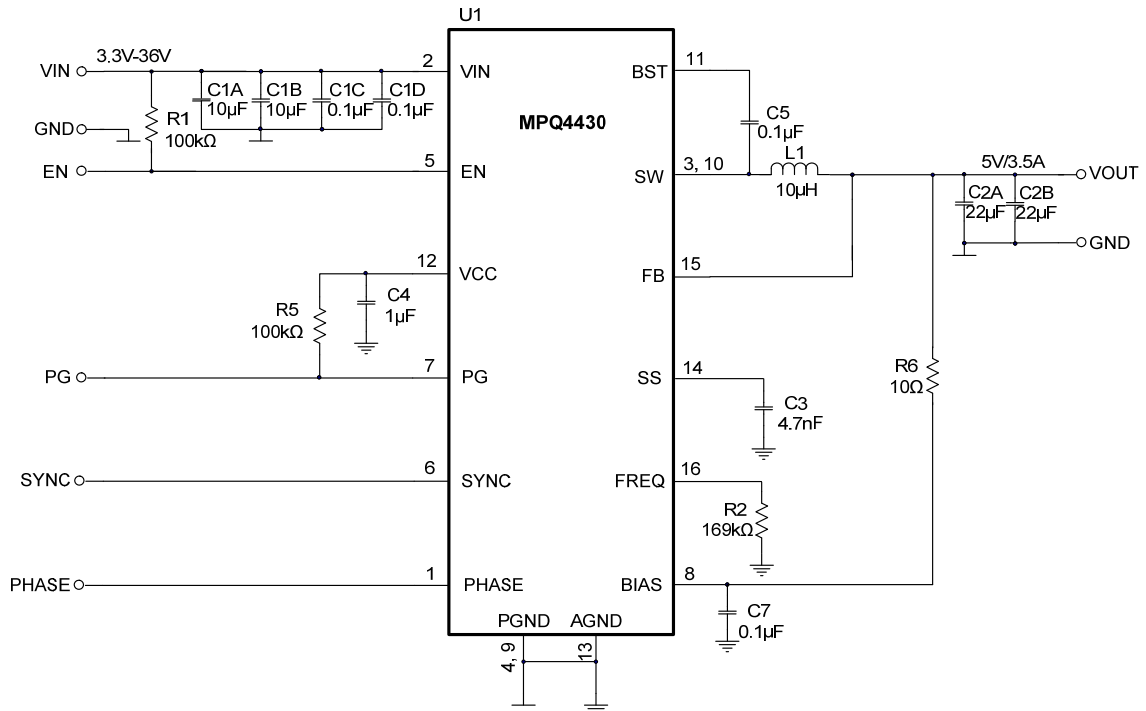 U1
3.3V-36V
VIN
2
VIN
BST
11
C1A
10µF
C1B
10µF
C1C
0.1µF
C1D
0.1µF
GND
R1
100kΩ
MPQ4430
C5
0.1µF
EN
5
EN
SW
3, 10
L1
10µH
5V/3.5A
VOUT
C2A
22µF
C2B
22µF
GND
12
VCC
FB
15
R5
100kΩ
C4
1µF
PG
7
PG
SS
14
C3
4.7nF
R6
10Ω
SYNC
6
SYNC
FREQ
16
R2
169kΩ
PHASE
1
PHASE
BIAS
8
C7
0.1µF
PGND
AGND
4, 9
13